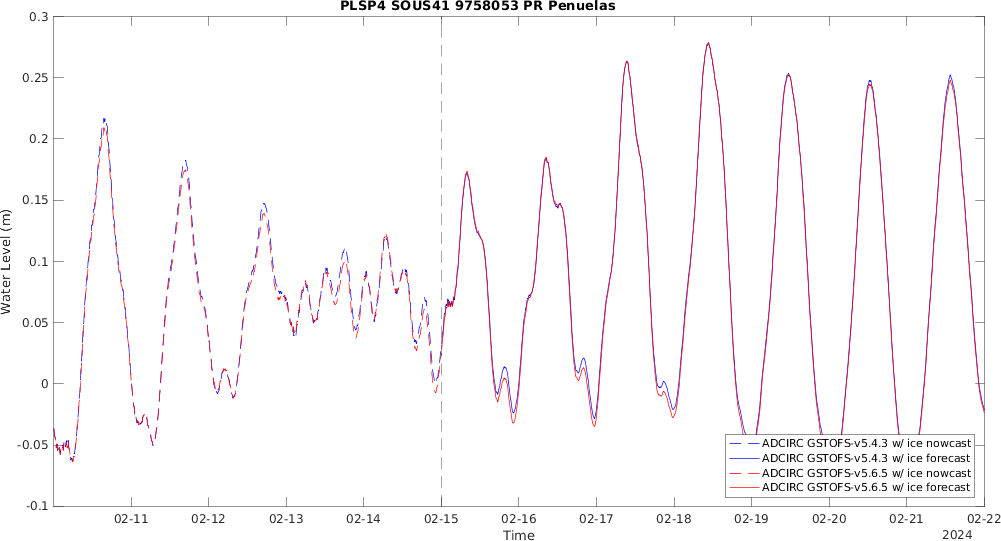 PLSP4 SOUS41 9758053 PR Penuelas
Water Level (m)
0.3
0.25
0.2
0.15
0.1
0.05
0
-0.05
-0.1
ADCIRC GSTOFS-v5.4.3 w/ ice nowcast
ADCIRC GSTOFS-v5.4.3 w/ ice forecast
ADCIRC GSTOFS-v5.6.5 w/ ice nowcast
ADCIRC GSTOFS-v5.6.5 w/ ice forecast
02-11 02-12 02-13 02-14 02-15 02-16 02-17 02-18 02-19 02-20 02-21 02-22
Time
2024